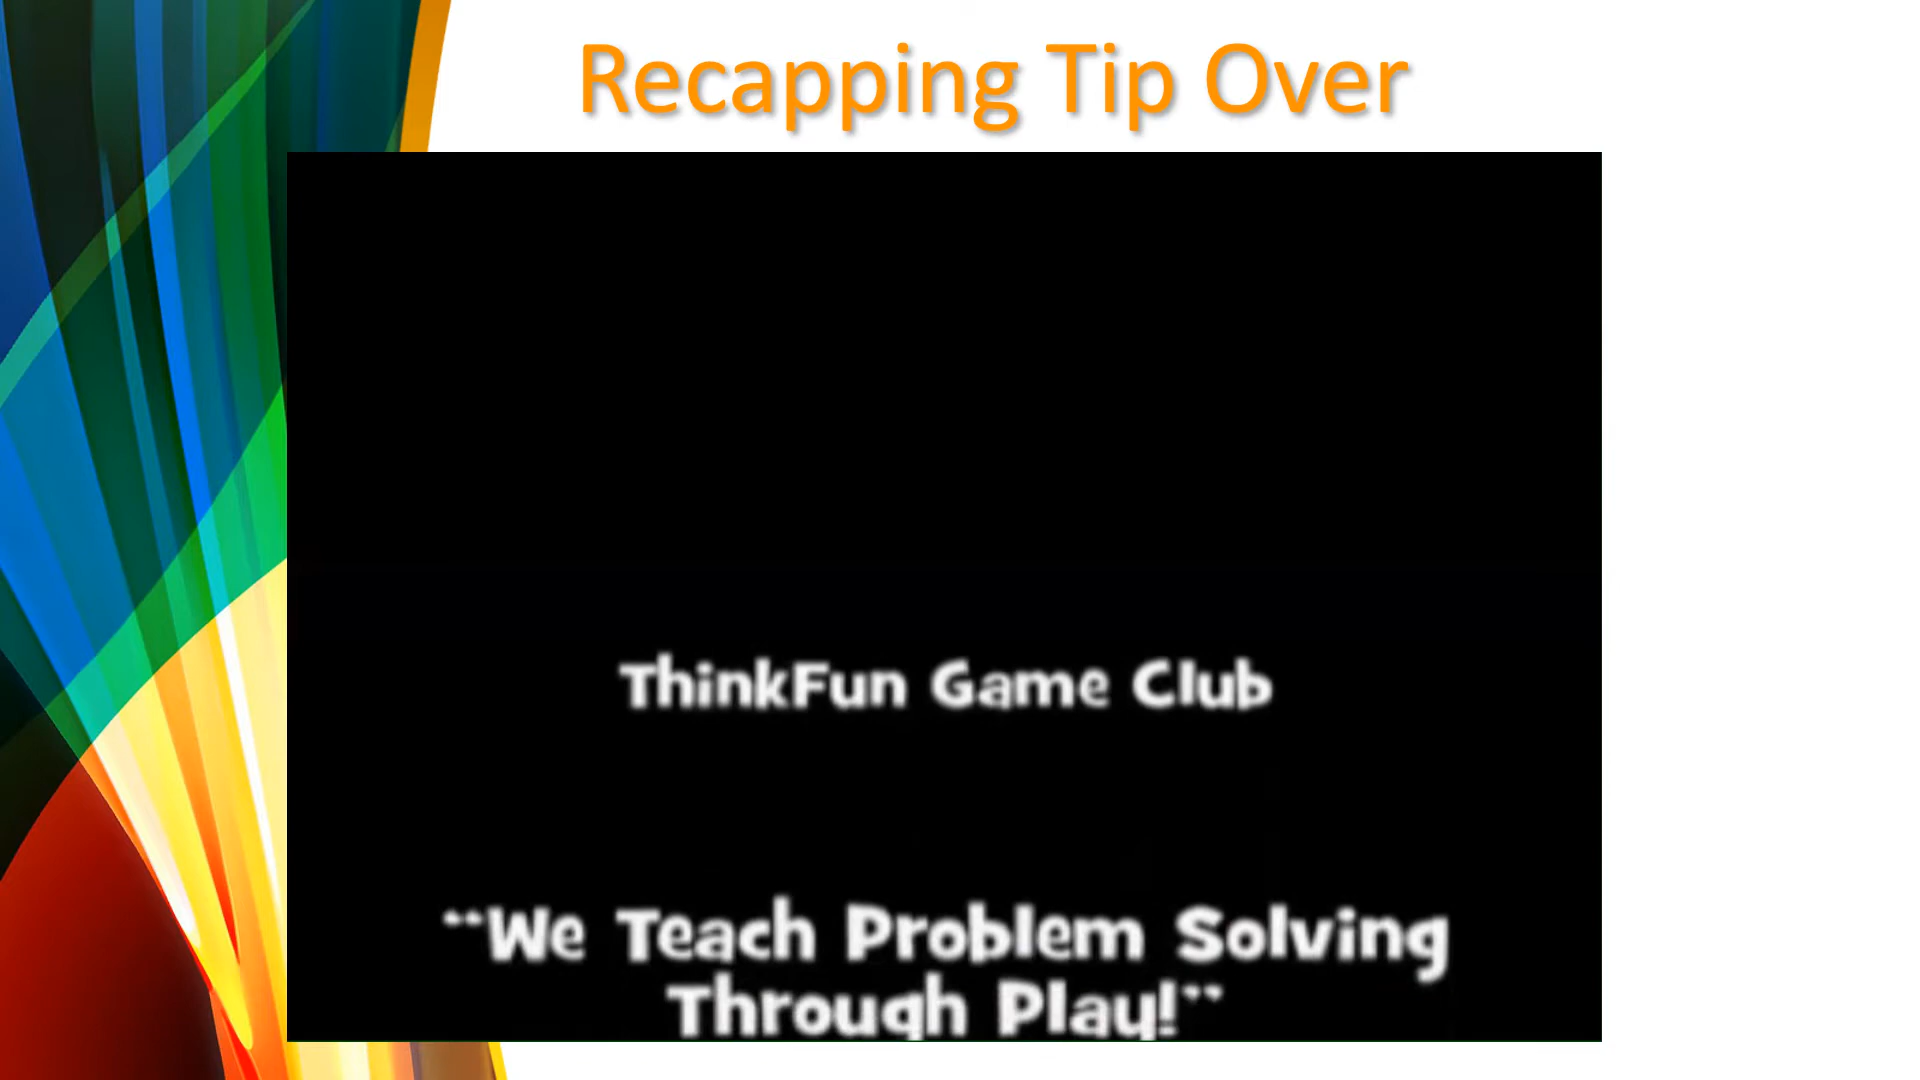 Recapping Tip Over
ThinkFun Game Club
"We Teach Problem Solving
Through Play!"